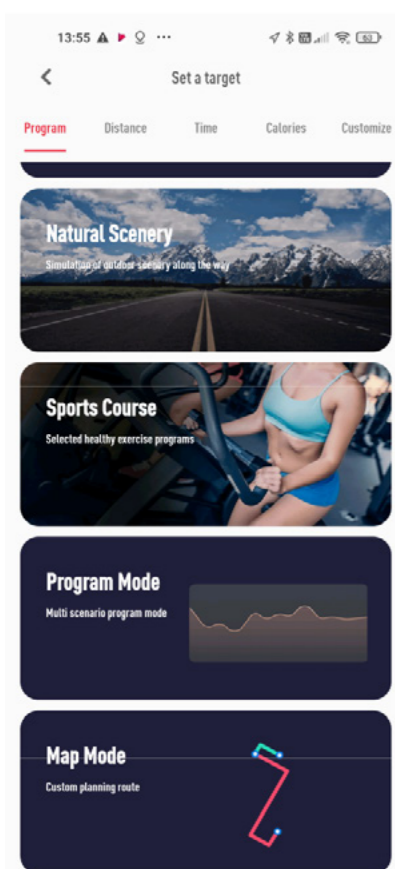 13:55
Set a target
Program Distance Time Calories Customize
Natural Scenery
Simulation of outdoor scenery along the way
Sports Course
Selected healthy exercise programs
Program Mode
Multi scenario program mode
Map Mode
Custom planning route